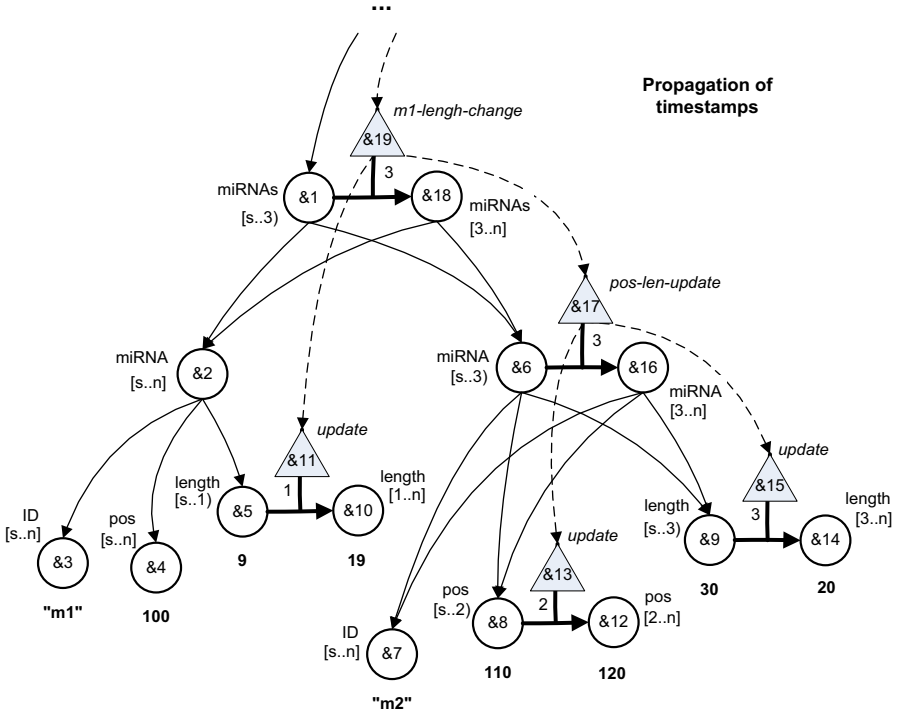 ...
Propagation of
timestamps
m1-lengh-change
&19
3
miRNAs
[s..3)
&1
&18
miRNAs
[3..n]
pos-len-update
&17
3
miRNA
[s..n]
&2
miRNA
[s..3)
&6
&16
miRNA
[3..n]
update
&11
1
length
[s..1)
&5
&10
length
[1..n]
9
19
update
&15
3
length
[s..3)
&9
&14
length
[3..n]
30
20
ID
[s..n]
&3
"m1"
pos
[s..n]
&4
100
update
&13
2
pos
[s..2)
&8
&12
pos
[2..n]
110
120
ID
[s..n]
&7
"m2"